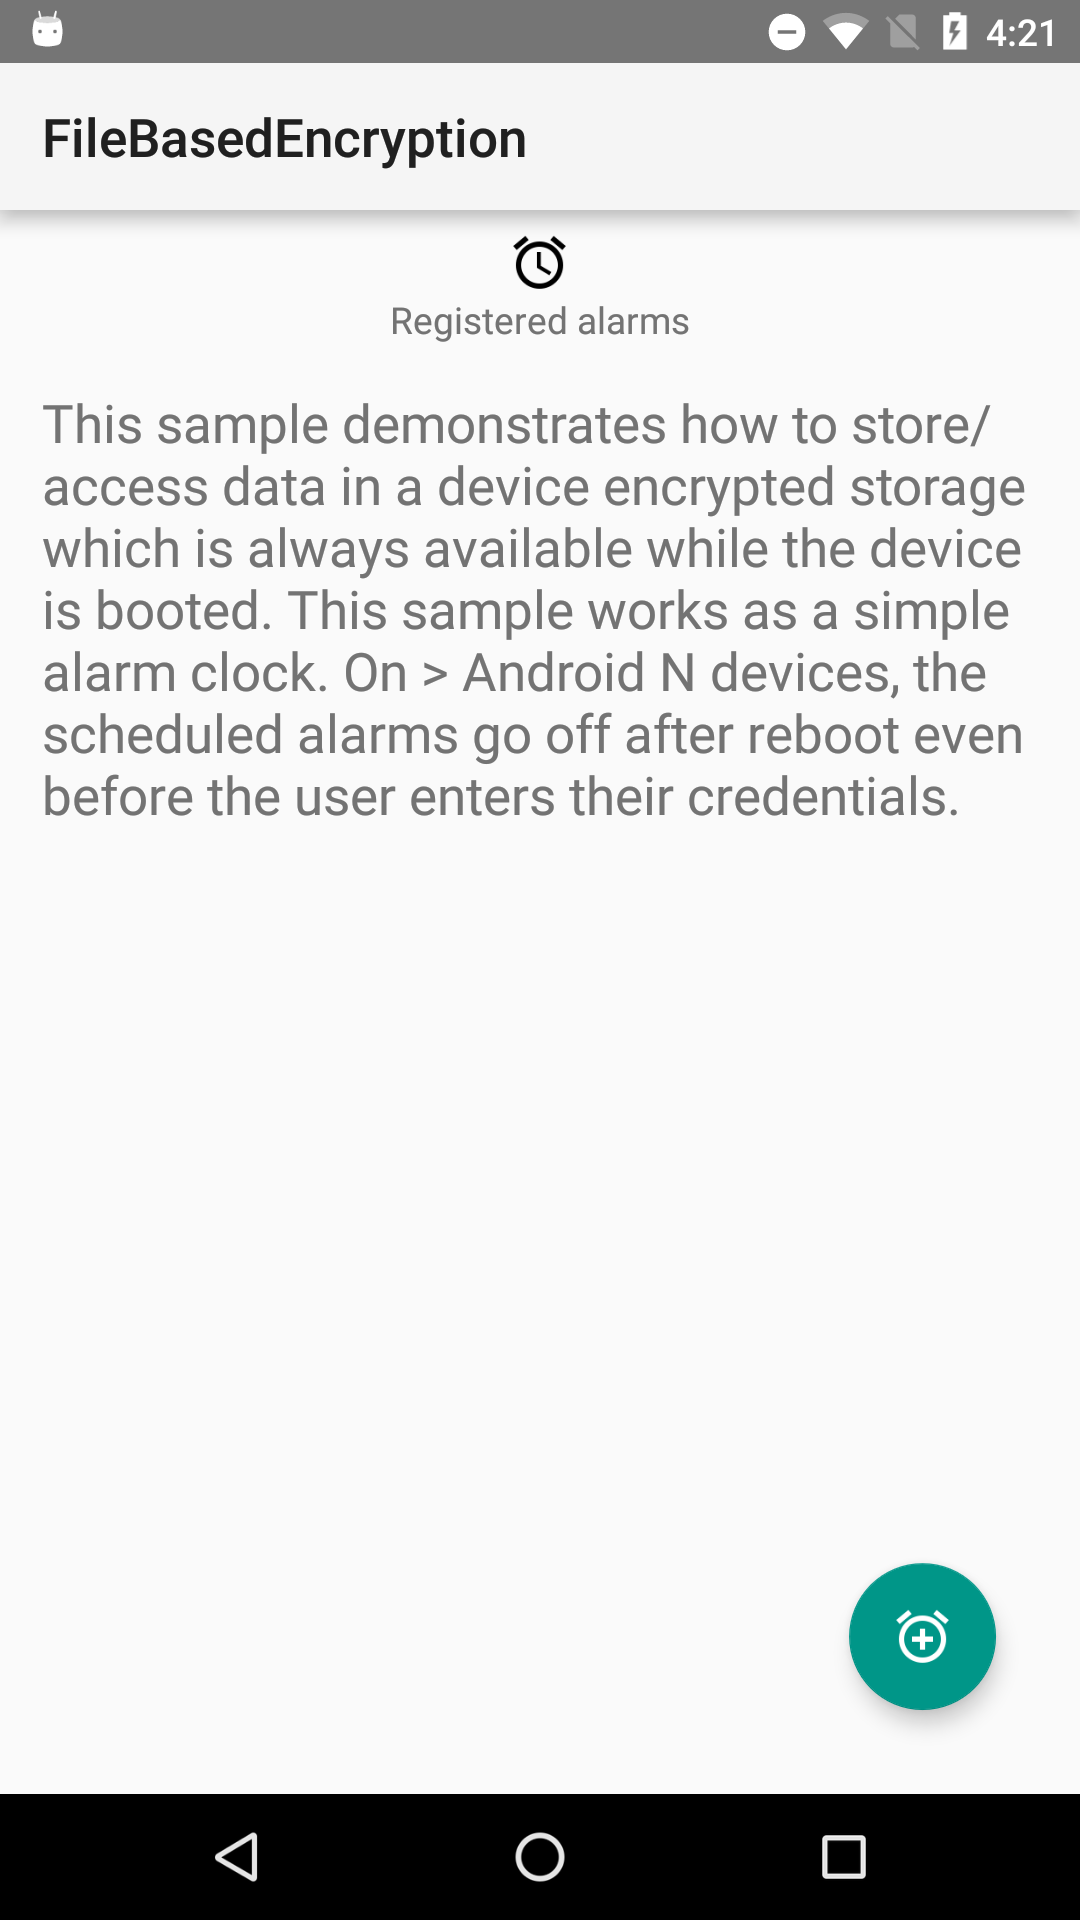 4:21
FileBasedEncryption
Registered alarms
This sample demonstrates how to store/
access data in a device encrypted storage
which is always available while the device
is booted. This sample works as a simple
alarm clock. On > Android N devices, the
scheduled alarms go off after reboot even
before the user enters their credentials.